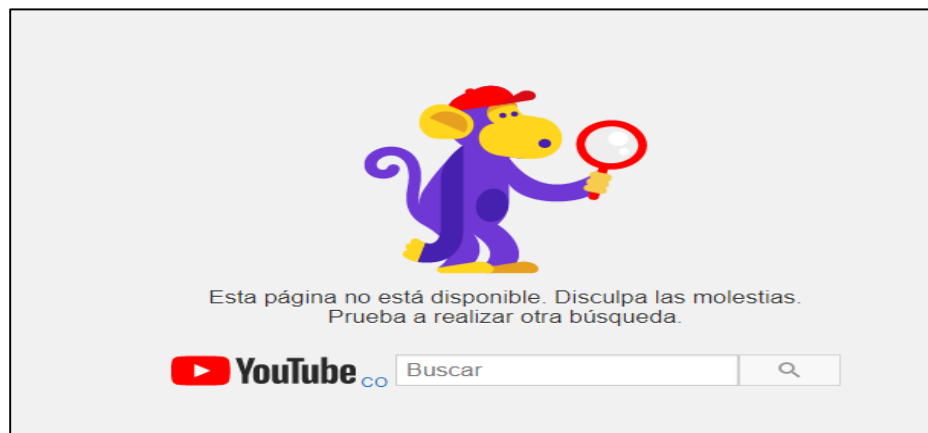 Esta página no está disponible. Disculpa las molestias.
Prueba a realizar otra búsqueda.
YouTube CO Buscar